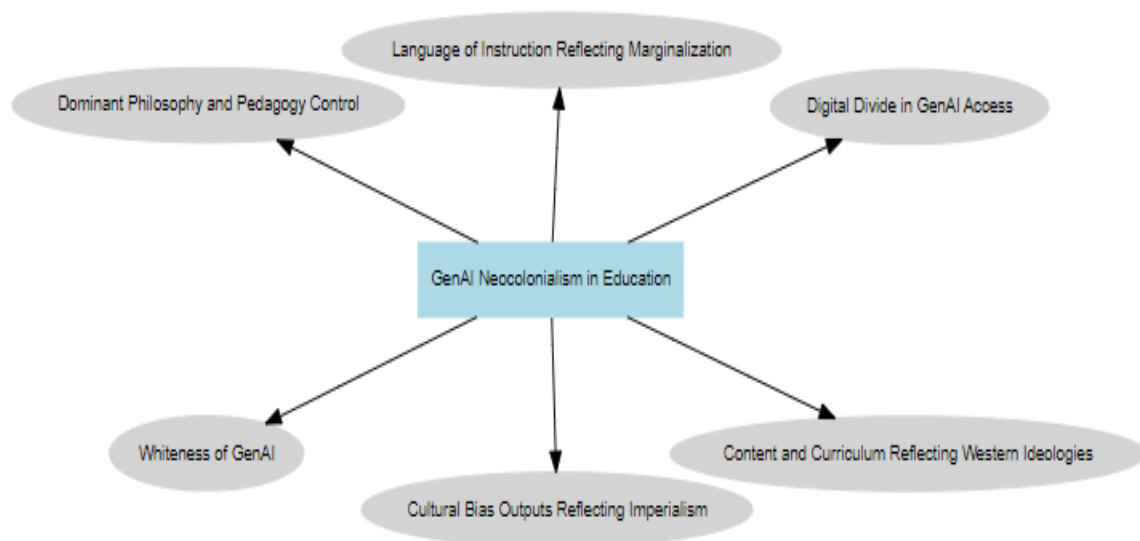 Language of Instruction Reflecting Marginalization
Dominant Philosophy and Pedagogy Control
Digital Divide in GenAI Access
GenAI Neocolonialism in Education
Whiteness of GenAI
Content and Curriculum Reflecting Western Ideologies
Cultural Bias Outputs Reflecting Imperialism